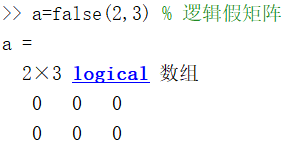 >> a=false(2,3) % 逻辑假矩阵
a =
2×3 logical 数组
0 0 0
0 0 0